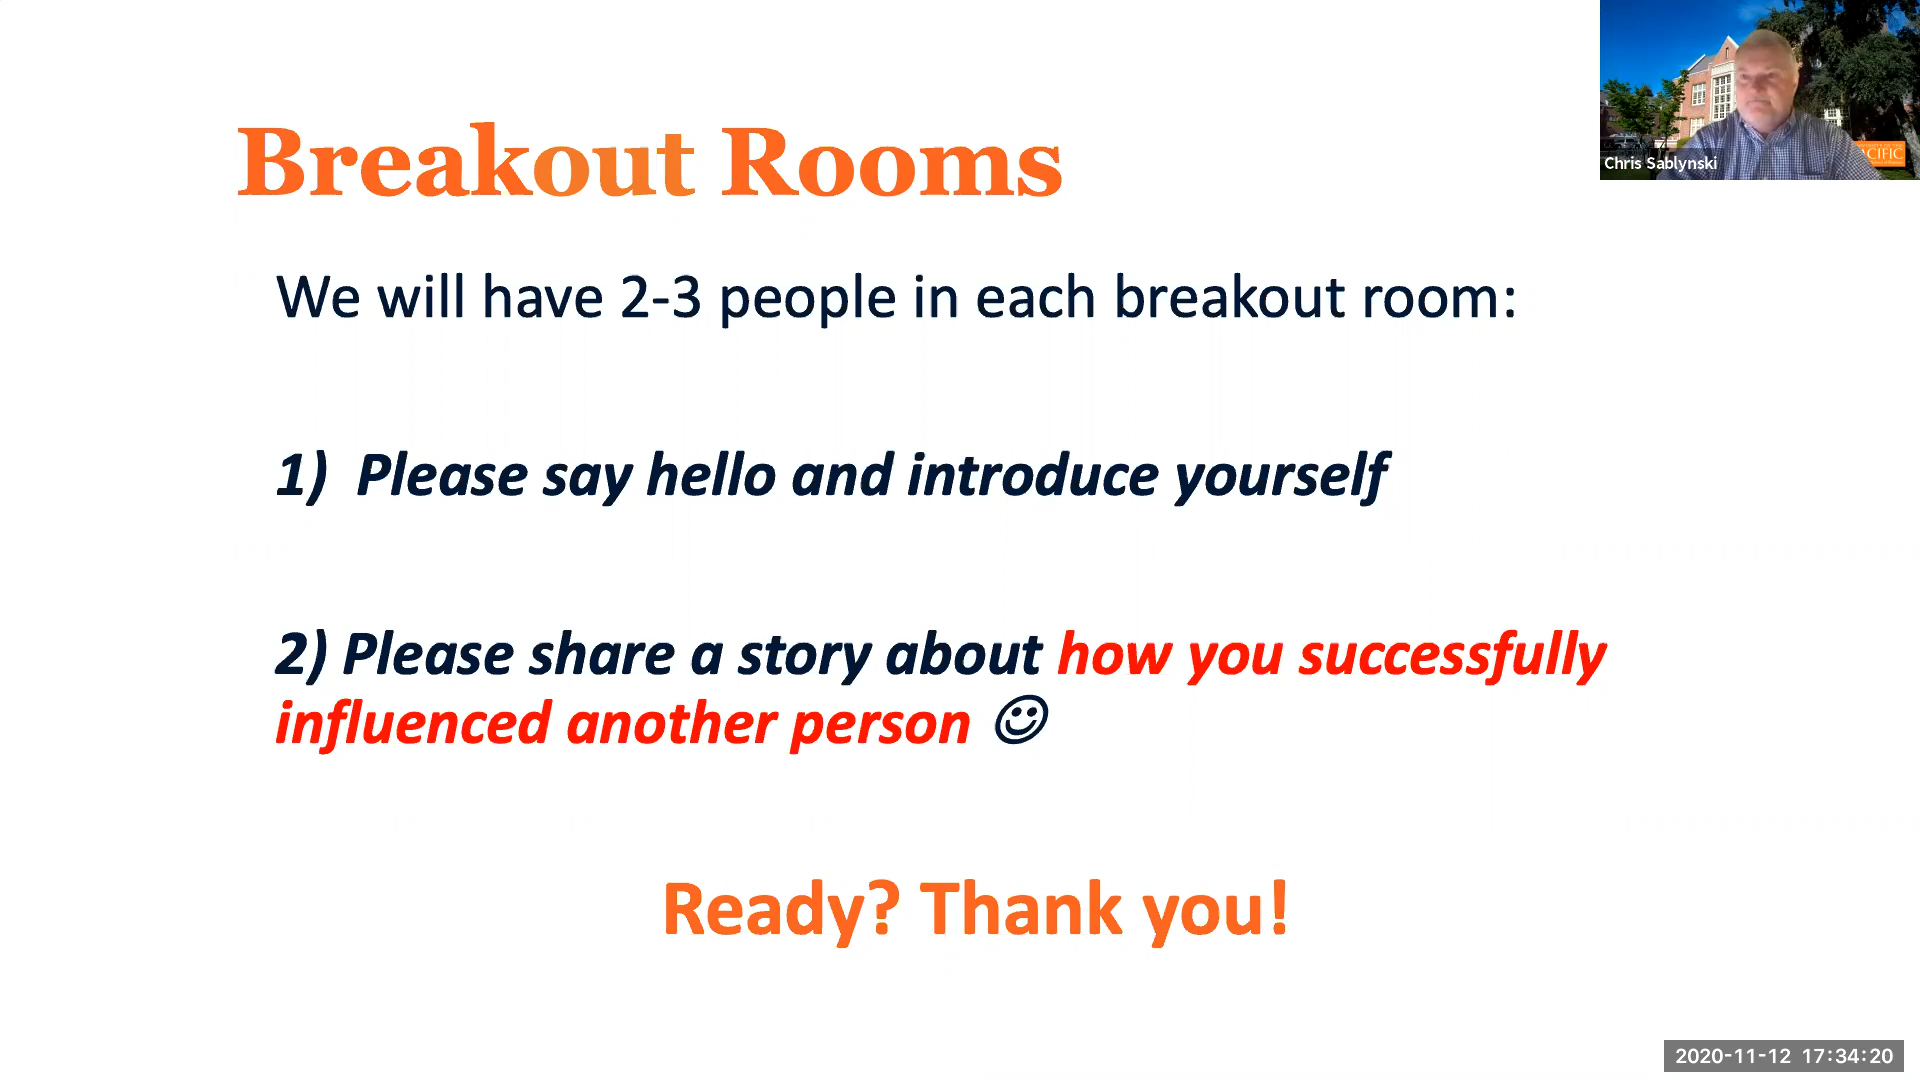 Breakout Rooms
We will have 2-3 people in each breakout room:
1) Please say hello and introduce yourself
2) Please share a story about how you successfully
influenced another person ☺
Ready? Thank you!
Chris Sablynski
2020-11-12 17:34:20